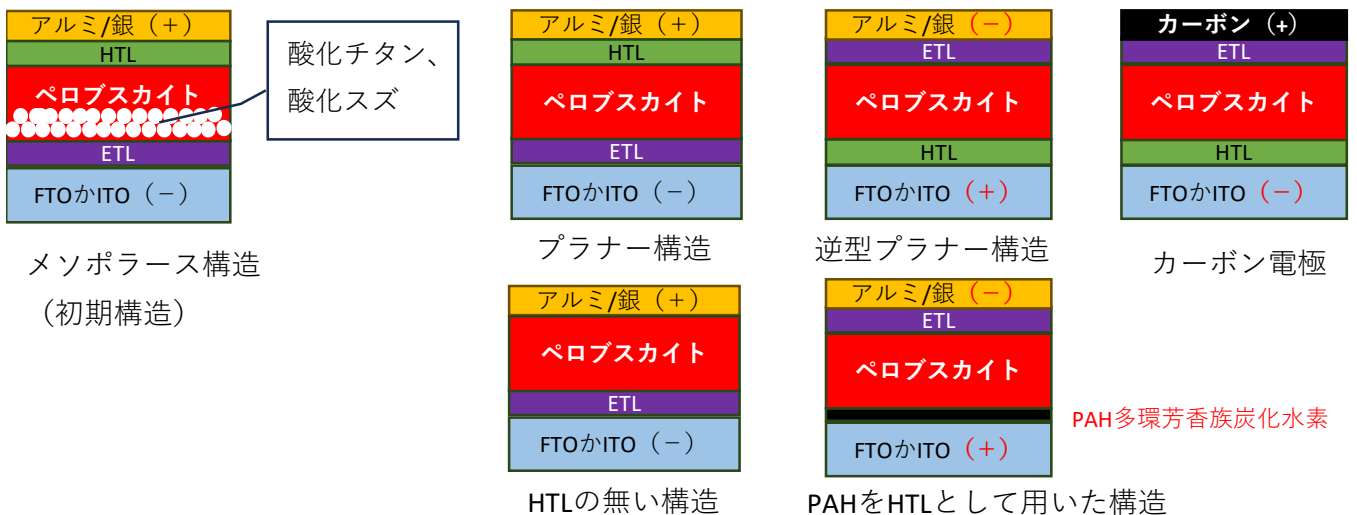 アルミ/銀（＋）
HTL
ペロブスカイト
ETL
FTOかITO（－）
酸化チタン、
酸化スズ
メソポラース構造
（初期構造）
アルミ/銀（＋）
HTL
ペロブスカイト
ETL
FTOかITO（－）
プラナー構造
アルミ/銀（－）
ETL
ペロブスカイト
HTL
FTOかITO（＋）
逆型プラナー構造
カーボン（+）
ETL
ペロブスカイト
HTL
FTOかITO（－）
カーボン電極
アルミ/銀（＋）
ペロブスカイト
ETL
FTOかITO（－）
HTLの無い構造
アルミ/銀（－）
ETL
ペロブスカイト
FTOかITO（＋）
PAH多環芳香族炭化水素
PAHをHTLとして用いた構造